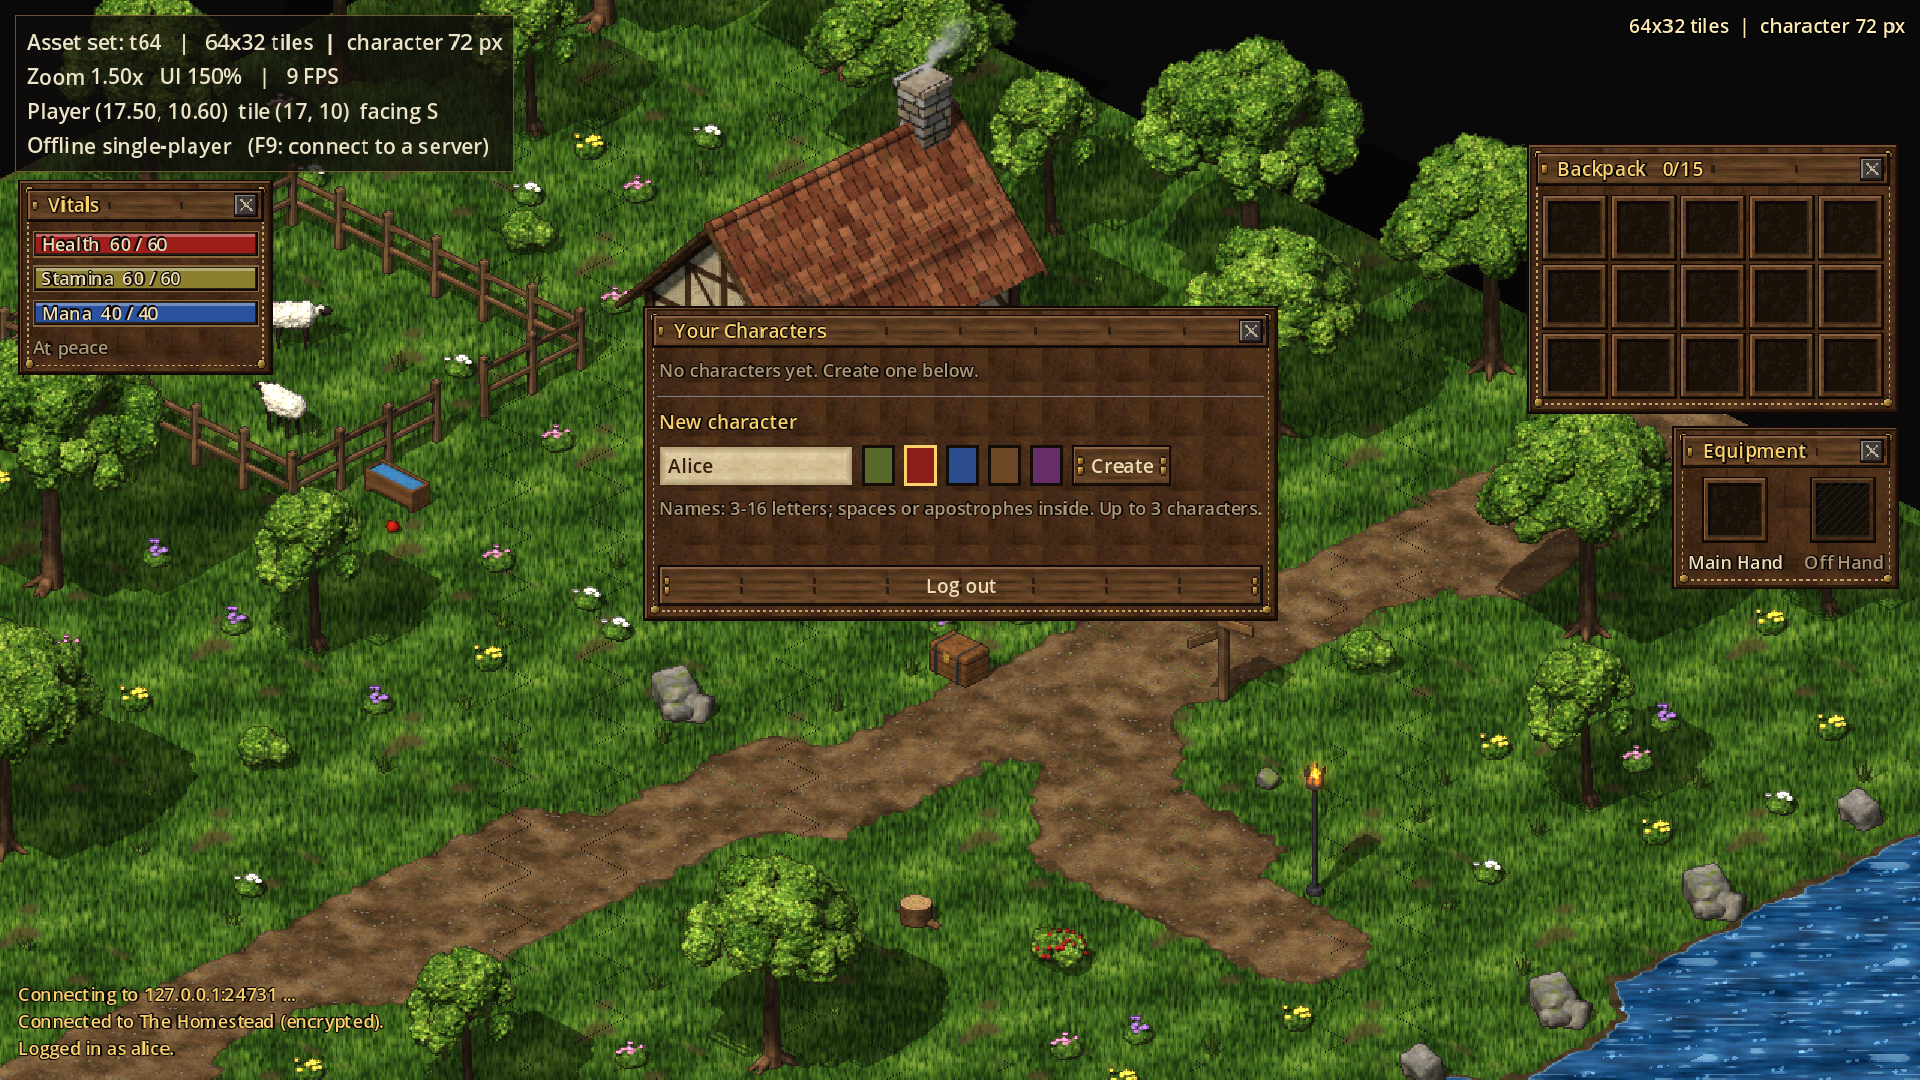 Asset set: t64 | 64x32 tiles | character 72 px
Zoom 1.50x UI 150% | 9 FPS
Player (17.50, 10.60) tile (17, 10) facing S
Offline single-player (F9: connect to a server)
64x32 tiles | character 72 px
Vitals
Health 60 / 60
Stamina 60 / 60
Mana 40 / 40
At peace
Your Characters
No characters yet. Create one below.
New character
Alice
Create
Names: 3-16 letters; spaces or apostrophes inside. Up to 3 characters.
Log out
Backpack 0/15
Equipment
Main Hand Off Hand
Connecting to 127.0.0.1:24731 ...
Connected to The Homestead (encrypted).
Logged in as alice.